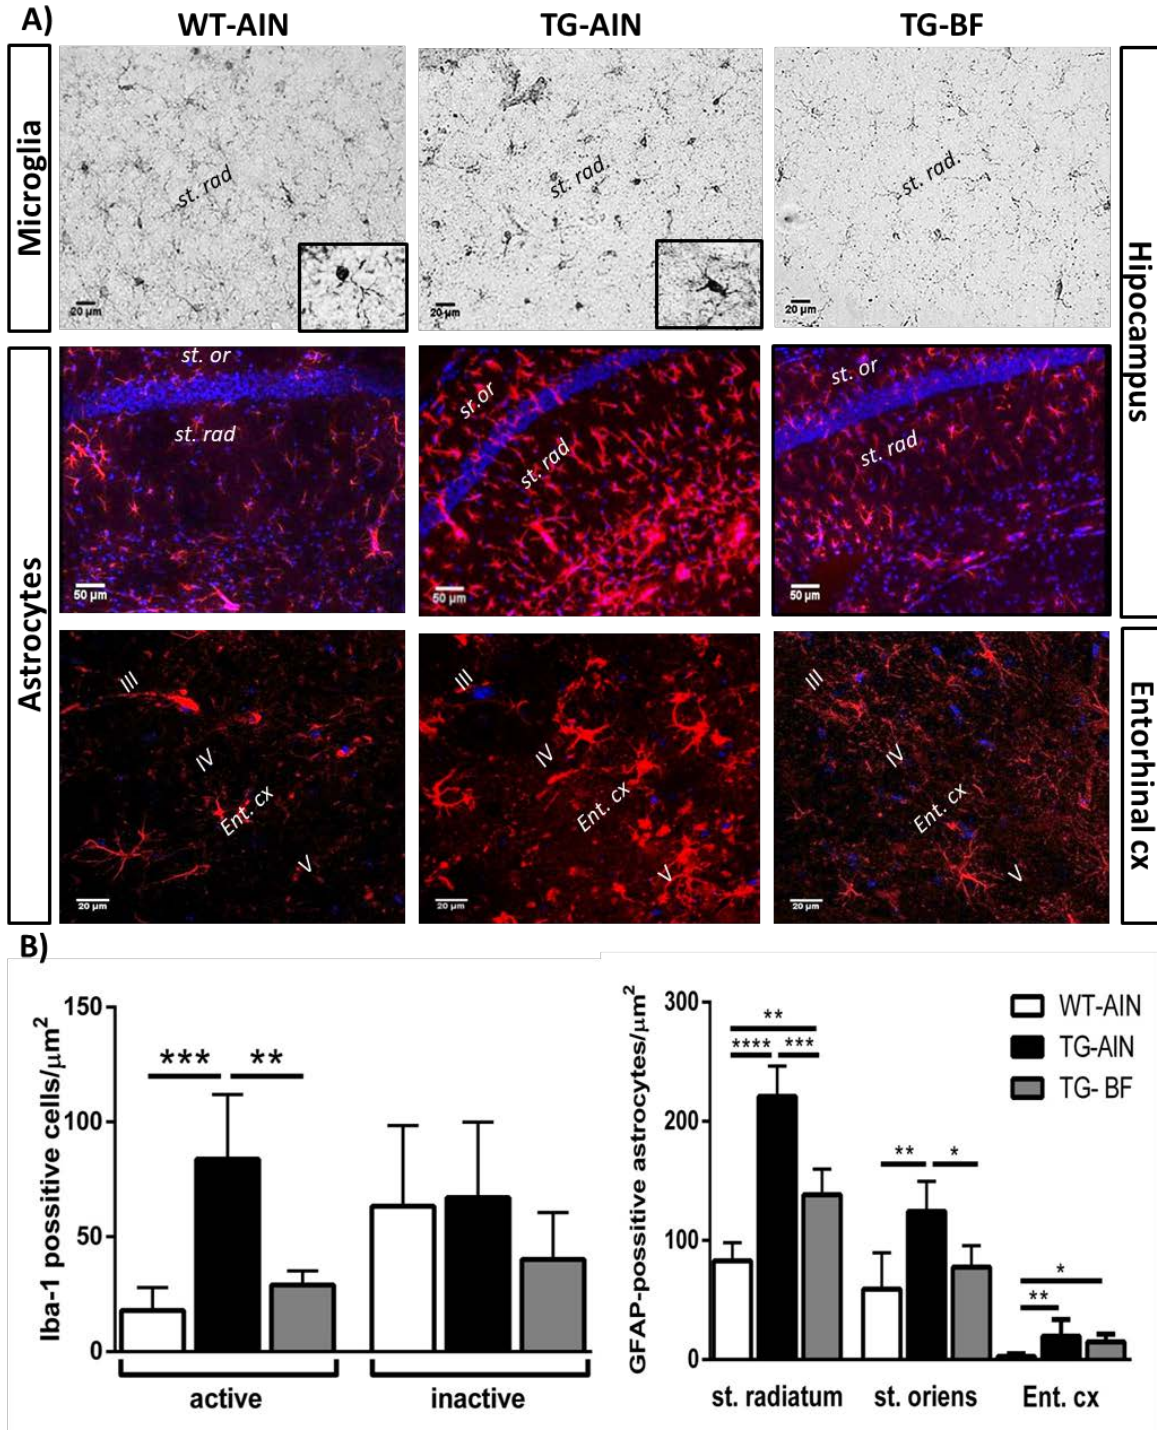 A)
WT-AIN
TG-AIN
TG-BF
Microglia
st. rad
20 µm
st. rad.
20 µm
st. rad.
20 µm
Hipocampus
Astrocytes
st. or
st. rad
50 µm
sr.or
st. rad
50 µm
st. or
st. rad
50 µm
III
IV
Ent. cx
V
20 µm
III
IV
Ent. cx
V
20 µm
III
IV
Ent. cx
V
20 µm
Entorhinal cx
B)
Iba-1 possitive cells/µm²
150
100
50
0
***
**
active
inactive
GFAP-possitive astrocytes/µm²
300
200
100
0
**
****
***
**
*
*
**
st. radiatum
st. oriens
Ent. cx
WT-AIN
TG-AIN
TG- BF